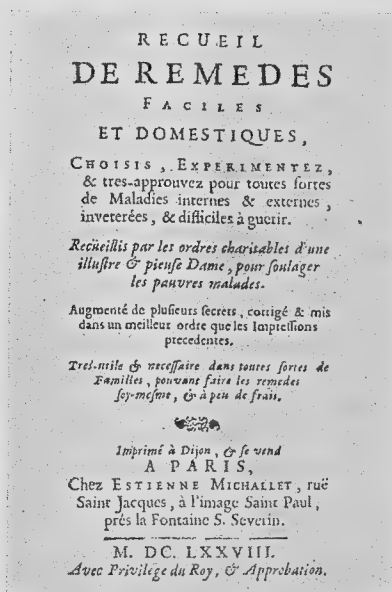 RECUEIL
DE REMEDES
FACILES
ET DOMESTIQUES,
CHOISIS, EXPERIMENTEZ,
& tres-approuvez pour toutes sortes
de Maladies internes & externes,
inveterées, & difficiles à guerir.
Recüeillis par les ordres charitables d'une
illustre & pieuse Dame, pour soulager
les pauvres malades.
Augmenté de plusieurs secrets, corrigé & mis
dans un meilleur ordre que les Impressions
precedentes.
Tres-utile & necessaire dans toutes sortes de
Familles, pouvant faire les remedes
soy-mesme, & à peu de frais.
Imprimé à Dijon, & se vend
A PARIS,
Chez ESTIENNE MICHALLET, ruë
Saint Jacques, à l'image Saint Paul,
prés la Fontaine S. Severin.
M. DC. LXXVIII.
Avec Privilege du Roy, & Approbation.